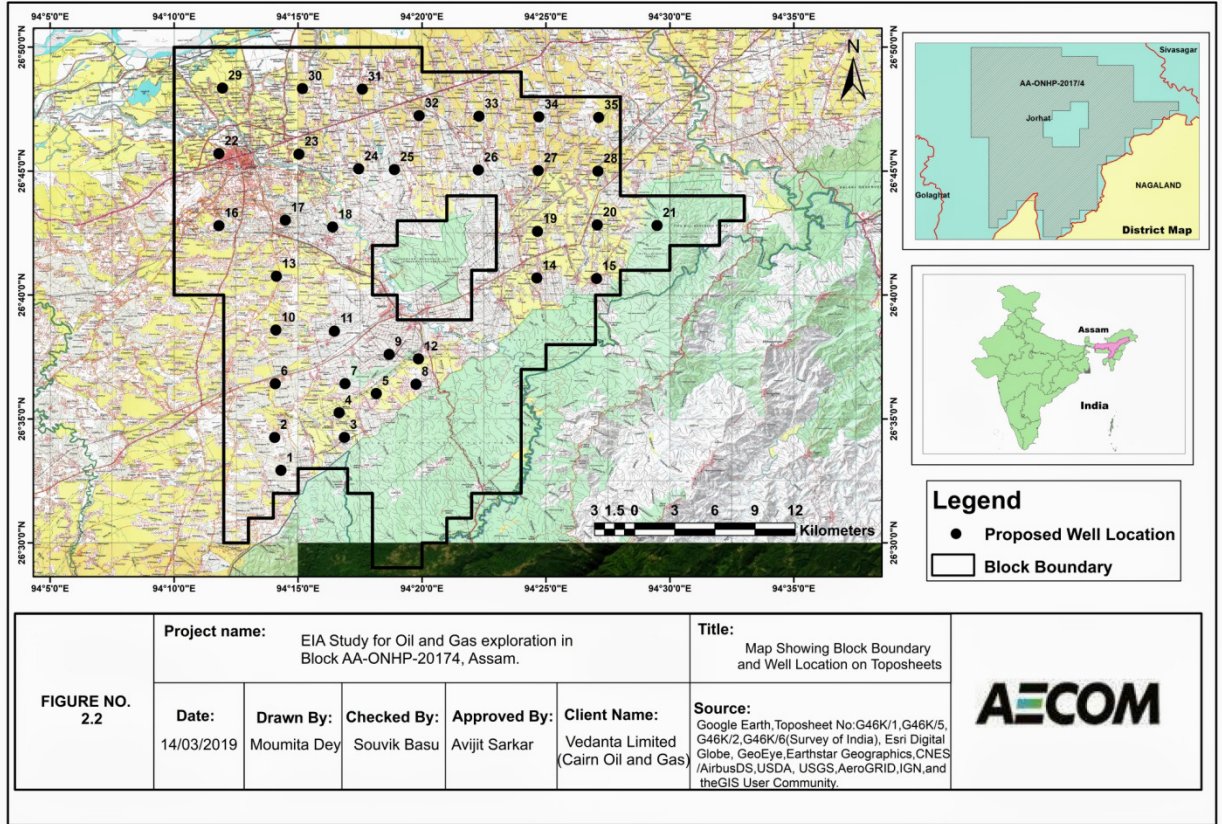 94°5'0"E 94°10'0"E 94°15'0"E 94°20'0"E 94°25'0"E 94°30'0"E 94°35'0"E
26°50'0"N
26°45'0"N
26°40'0"N
26°35'0"N
26°30'0"N
N
29 30 31
32 33 34 35
22 23 24 25 26 27 28
16 17 18 19 20 21
13 14 15
10 11
9 12
6 7 5 8
4
2 3
1
3 1.5 0 3 6 9 12
Kilometers
26°50'0"N
26°45'0"N
26°40'0"N
26°35'0"N
26°30'0"N
94°5'0"E 94°10'0"E 94°15'0"E 94°20'0"E 94°25'0"E 94°30'0"E 94°35'0"E
Sivasagar
AA-ONHP-2017/4
Jorhat
Golaghat
NAGALAND
District Map
Assam
India
Legend
Proposed Well Location
Block Boundary
FIGURE NO.
2.2
Project name:
EIA Study for Oil and Gas exploration in
Block AA-ONHP-20174, Assam.
Title:
Map Showing Block Boundary
and Well Location on Toposheets
Date:
14/03/2019
Drawn By:
Moumita Dey
Checked By:
Souvik Basu
Approved By:
Avijit Sarkar
Client Name:
Vedanta Limited
(Cairn Oil and Gas)
Source:
Google Earth,Toposheet No:G46K/1,G46K/5,
G46K/2,G46K/6(Survey of India), Esri Digital
Globe, GeoEye,Earthstar Geographics,CNES
/AirbusDS,USDA, USGS,AeroGRID,IGN,and
theGIS User Community.
AECOM